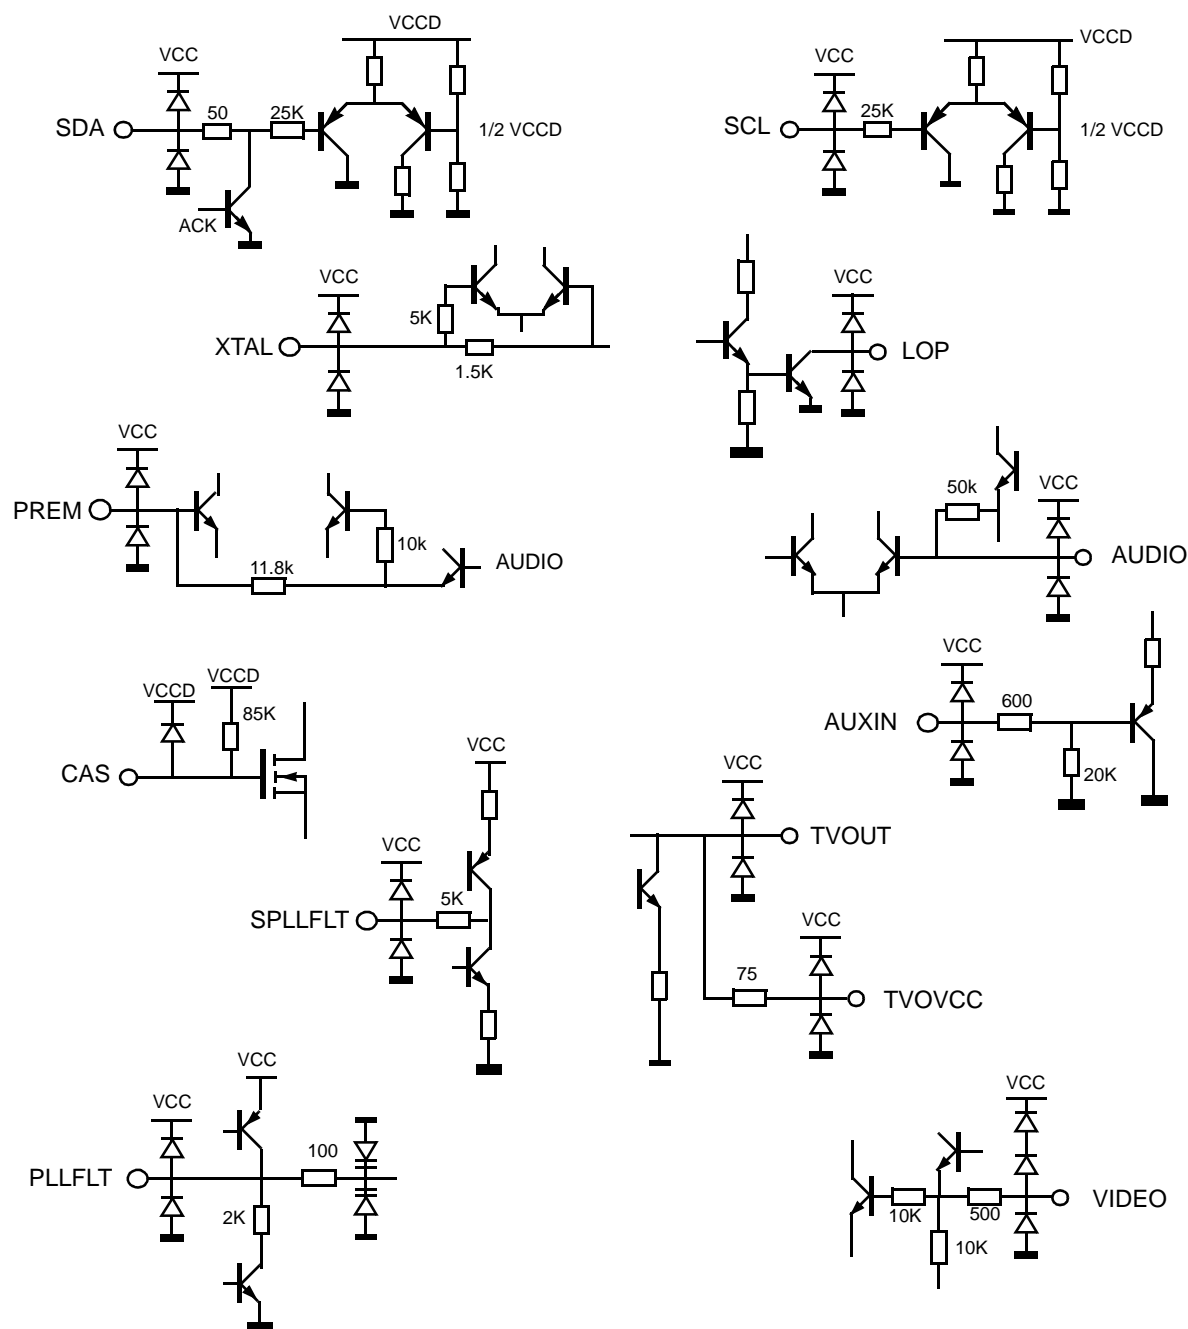 VCCD
VCC
50
25K
SDA
1/2 VCCD
ACK
VCCD
VCC
25K
SCL
1/2 VCCD
VCC
5K
XTAL
1.5K
VCC
LOP
VCC
PREM
10k
11.8k
AUDIO
50k
VCC
AUDIO
VCCD
VCCD
85K
CAS
VCC
600
AUXIN
20K
VCC
VCC
5K
SPLLFLT
VCC
TVOUT
VCC
75
TVOVCC
VCC
VCC
100
PLLFLT
2K
VCC
10K
500
VIDEO
10K